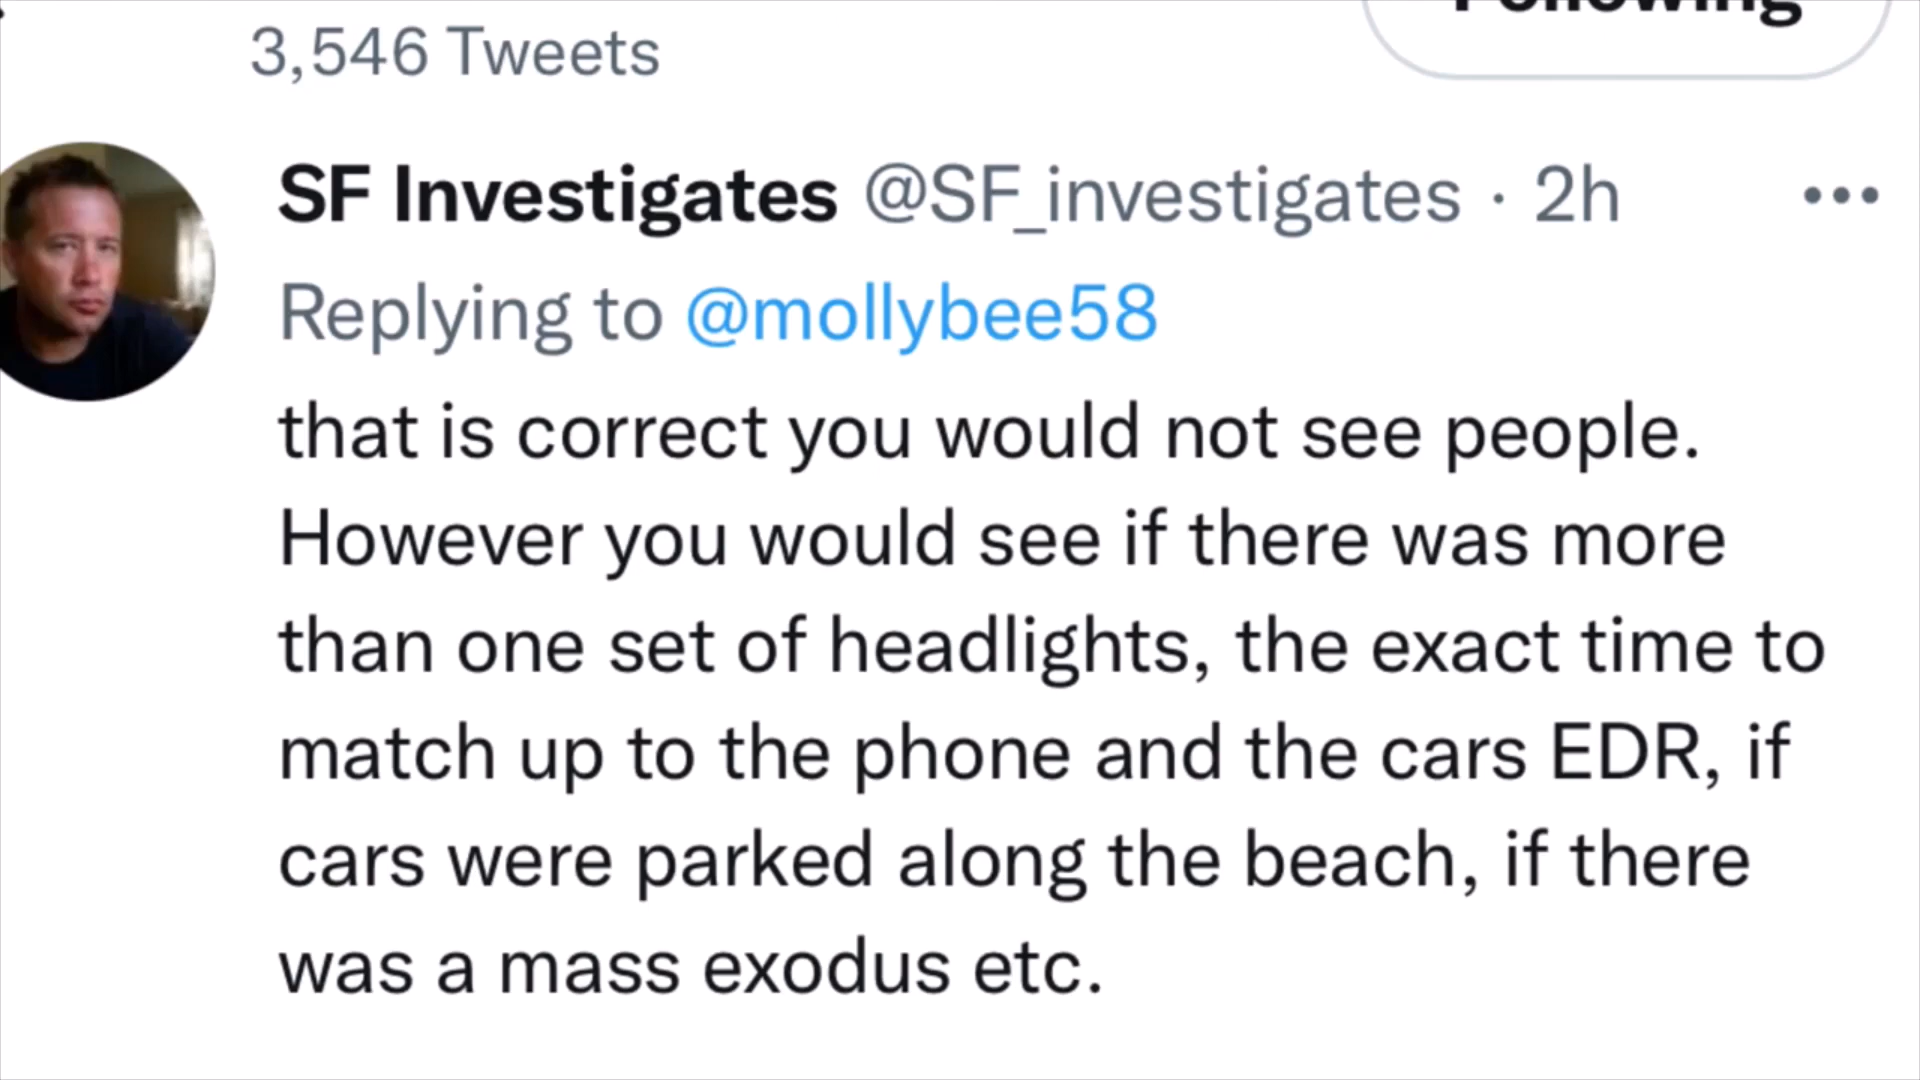 Following
3,546 Tweets
SF Investigates @SF_investigates · 2h
Replying to @mollybee58
that is correct you would not see people.
However you would see if there was more
than one set of headlights, the exact time to
match up to the phone and the cars EDR, if
cars were parked along the beach, if there
was a mass exodus etc.